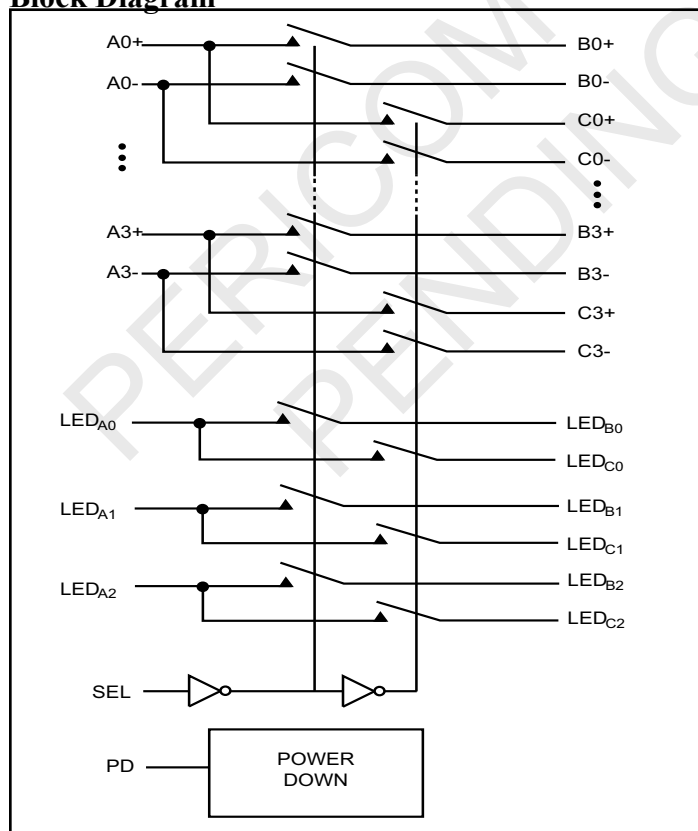 Block Diagram
A0+ B0+
A0- B0-
C0+
C0-
A3+ B3+
A3- B3-
C3+
C3-
LEDA0 LEDB0
LEDC0
LEDA1 LEDB1
LEDC1
LEDA2 LEDB2
LEDC2
SEL
PD POWER
DOWN
PERICOM
PENDING